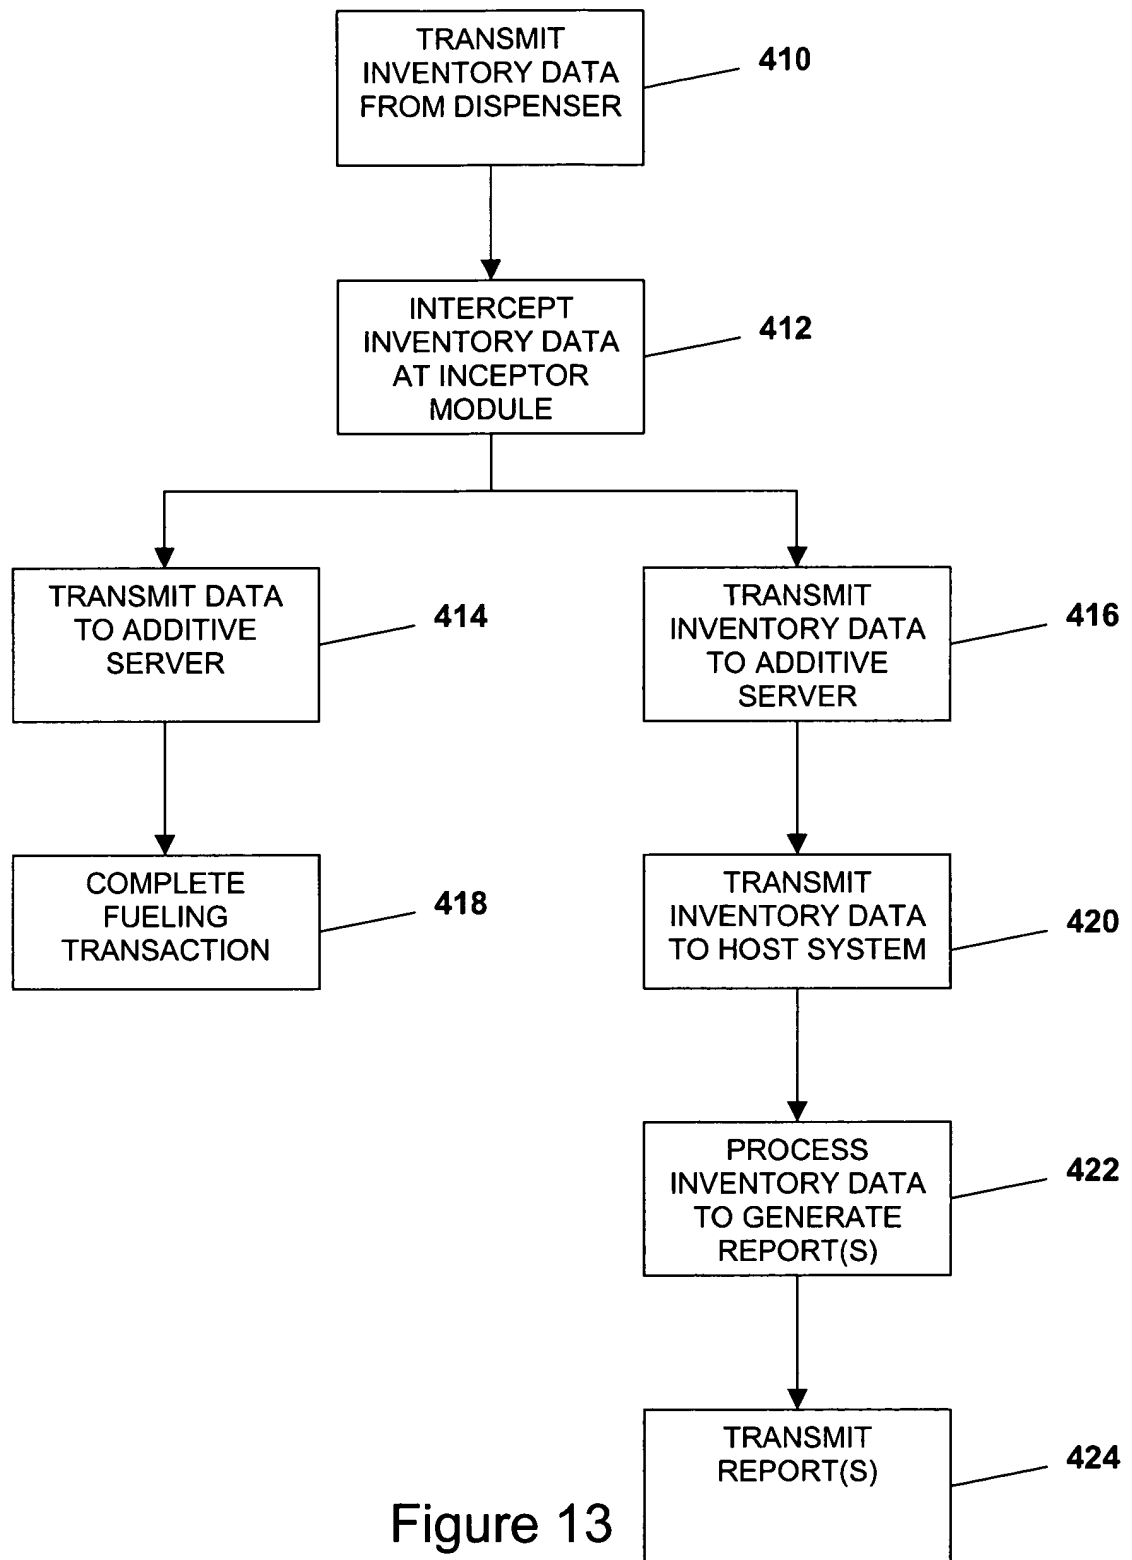 TRANSMIT
INVENTORY DATA
FROM DISPENSER
410
INTERCEPT
INVENTORY DATA
AT INCEPTOR
MODULE
412
TRANSMIT DATA
TO ADDITIVE
SERVER
414
TRANSMIT
INVENTORY DATA
TO ADDITIVE
SERVER
416
COMPLETE
FUELING
TRANSACTION
418
TRANSMIT
INVENTORY DATA
TO HOST SYSTEM
420
PROCESS
INVENTORY DATA
TO GENERATE
REPORT(S)
422
TRANSMIT
REPORT(S)
424
Figure 13